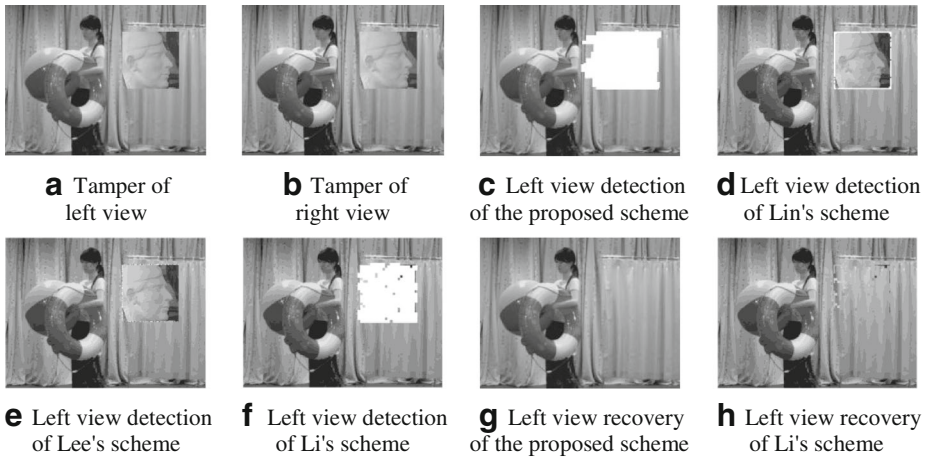 a Tamper of
left view
b Tamper of
right view
c Left view detection
of the proposed scheme
d Left view detection
of Lin's scheme
e Left view detection
of Lee's scheme
f Left view detection
of Li's scheme
g Left view recovery
of the proposed scheme
h Left view recovery
of Li's scheme